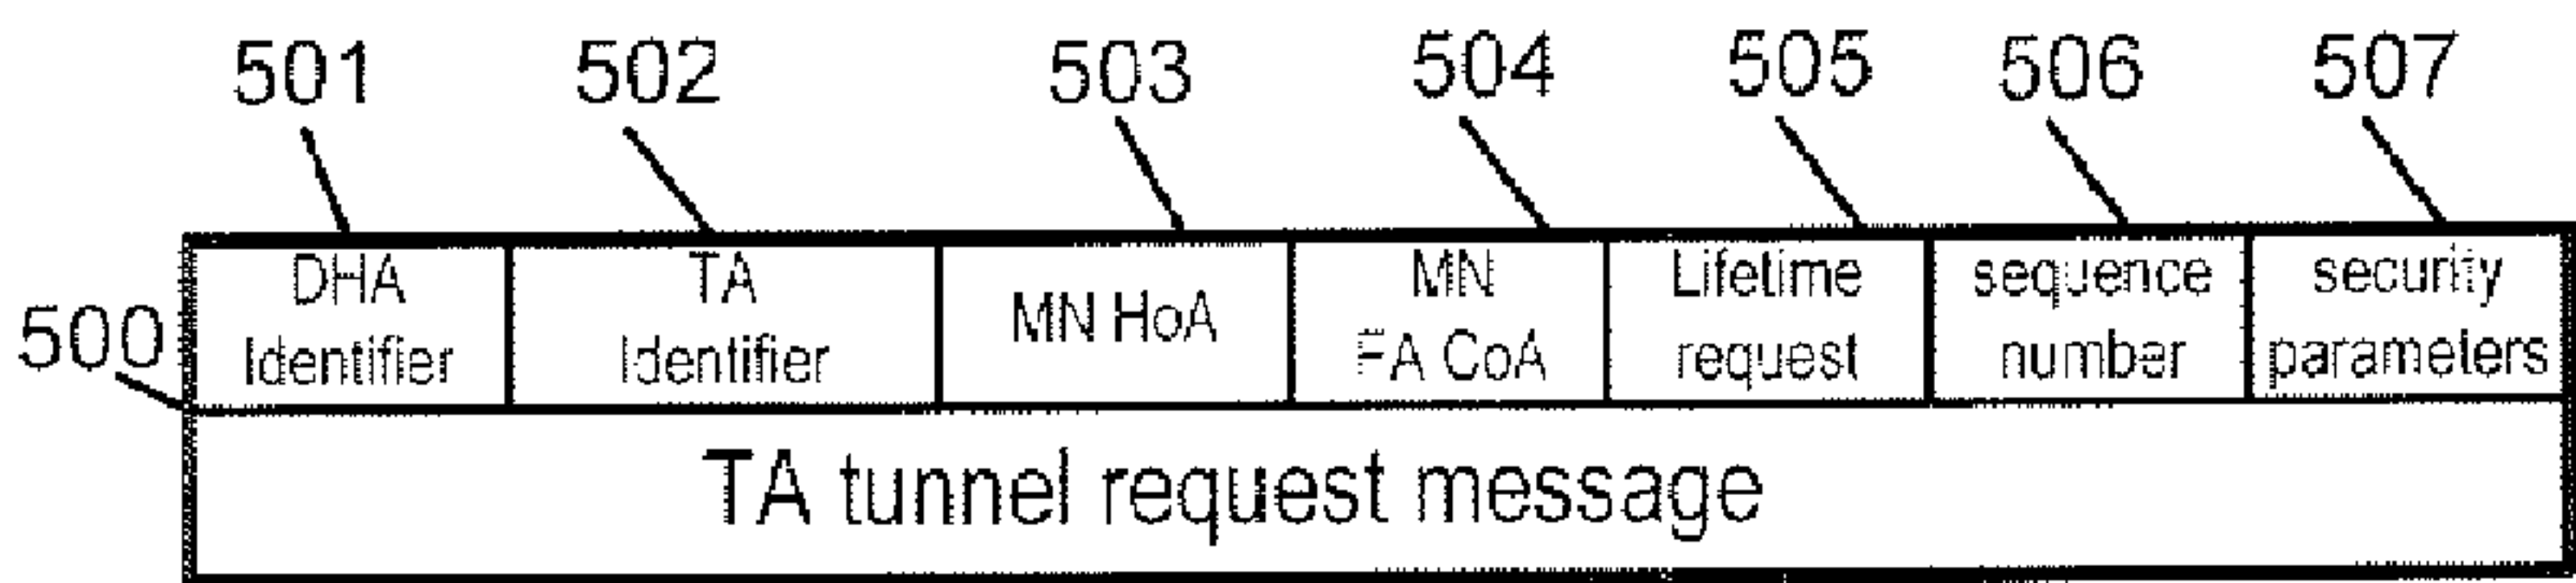 501 502 503 504 505 506 507
500
DHA
Identifier
TA
Identifier
MN HoA
MN
FA CoA
Lifetime
request
sequence
number
security
parameters
TA tunnel request message